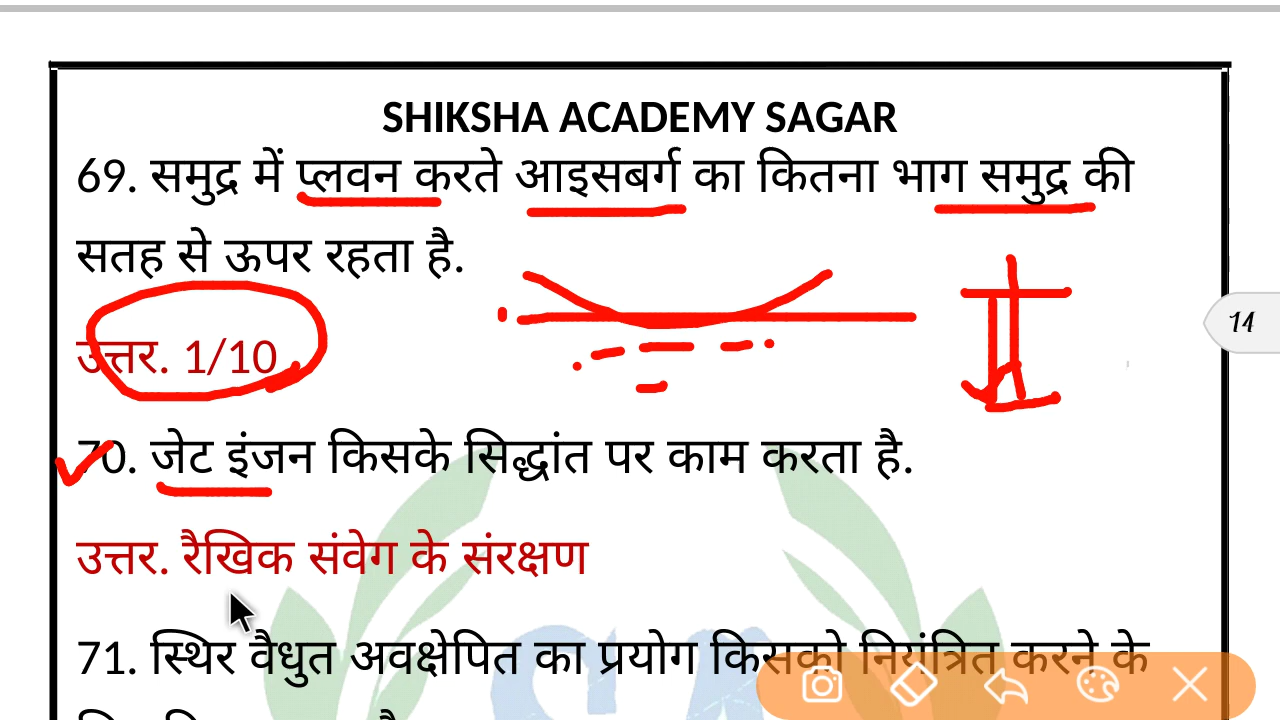 SHIKSHA ACADEMY SAGAR
69. समुद्र में प्लवन करते आइसबर्ग का कितना भाग समुद्र की
सतह से ऊपर रहता है.
उत्तर. 1/10
14
70. जेट इंजन किसके सिद्धांत पर काम करता है.
उत्तर. रैखिक संवेग के संरक्षण
71. स्थिर वैधुत अवक्षेपित का प्रयोग किसको नियंत्रित करने के